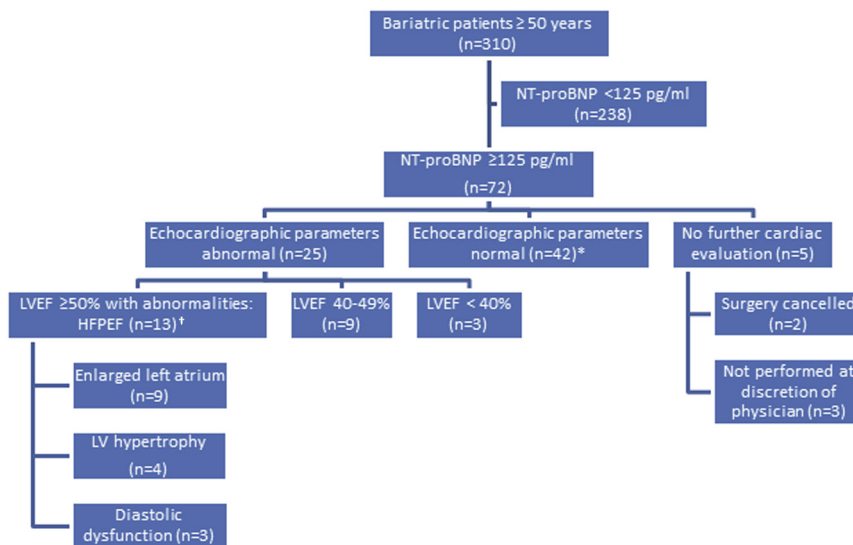 Bariatric patients ≥ 50 years
(n=310)
NT-proBNP <125 pg/ml
(n=238)
NT-proBNP ≥125 pg/ml
(n=72)
Echocardiographic parameters
abnormal (n=25)
Echocardiographic parameters
normal (n=42)*
No further cardiac
evaluation (n=5)
LVEF ≥50% with abnormalities:
HFPEF (n=13)†
LVEF 40-49%
(n=9)
LVEF < 40%
(n=3)
Surgery cancelled
(n=2)
Not performed at
discretion of
physician (n=3)
Enlarged left atrium
(n=9)
LV hypertrophy
(n=4)
Diastolic
dysfunction (n=3)